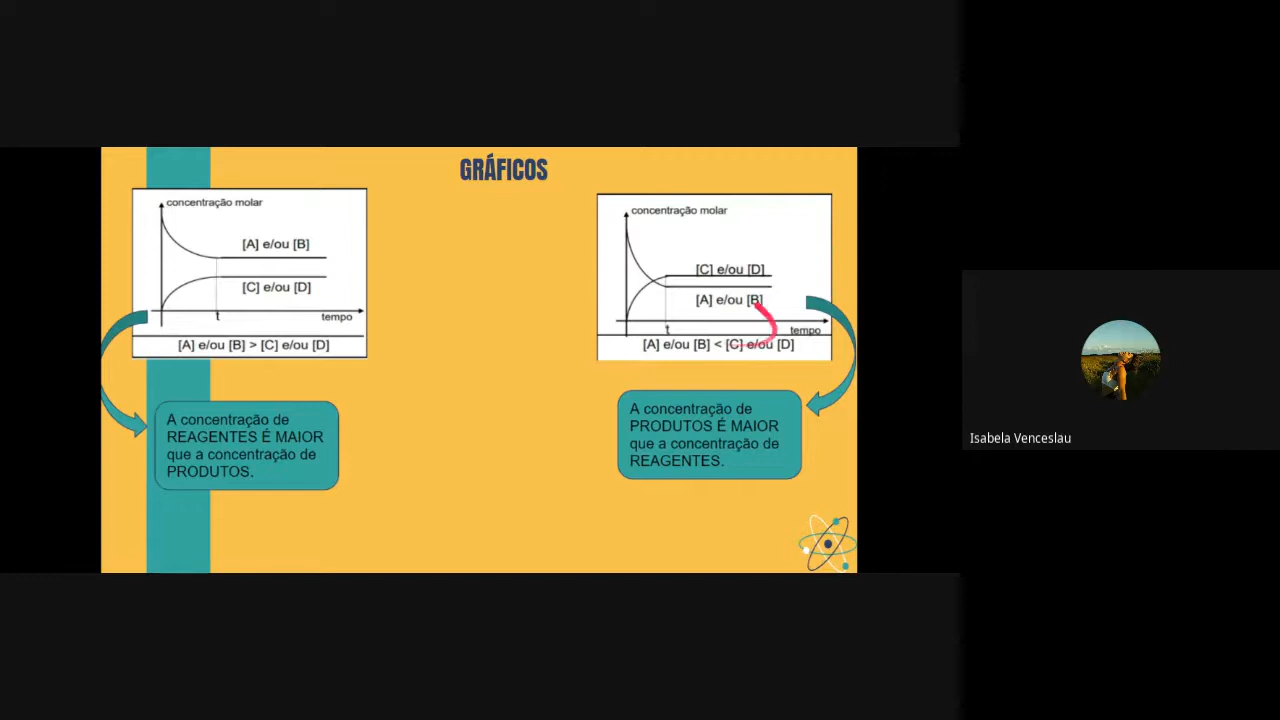 GRÁFICOS
concentração molar
[A] e/ou [B]
[C] e/ou [D]
t
tempo
[A] e/ou [B] > [C] e/ou [D]
A concentração de
REAGENTES É MAIOR
que a concentração de
PRODUTOS.
concentração molar
[C] e/ou [D]
[A] e/ou [B]
t
tempo
[A] e/ou [B] < [C] e/ou [D]
A concentração de
PRODUTOS É MAIOR
que a concentração de
REAGENTES.
Isabela Venceslau